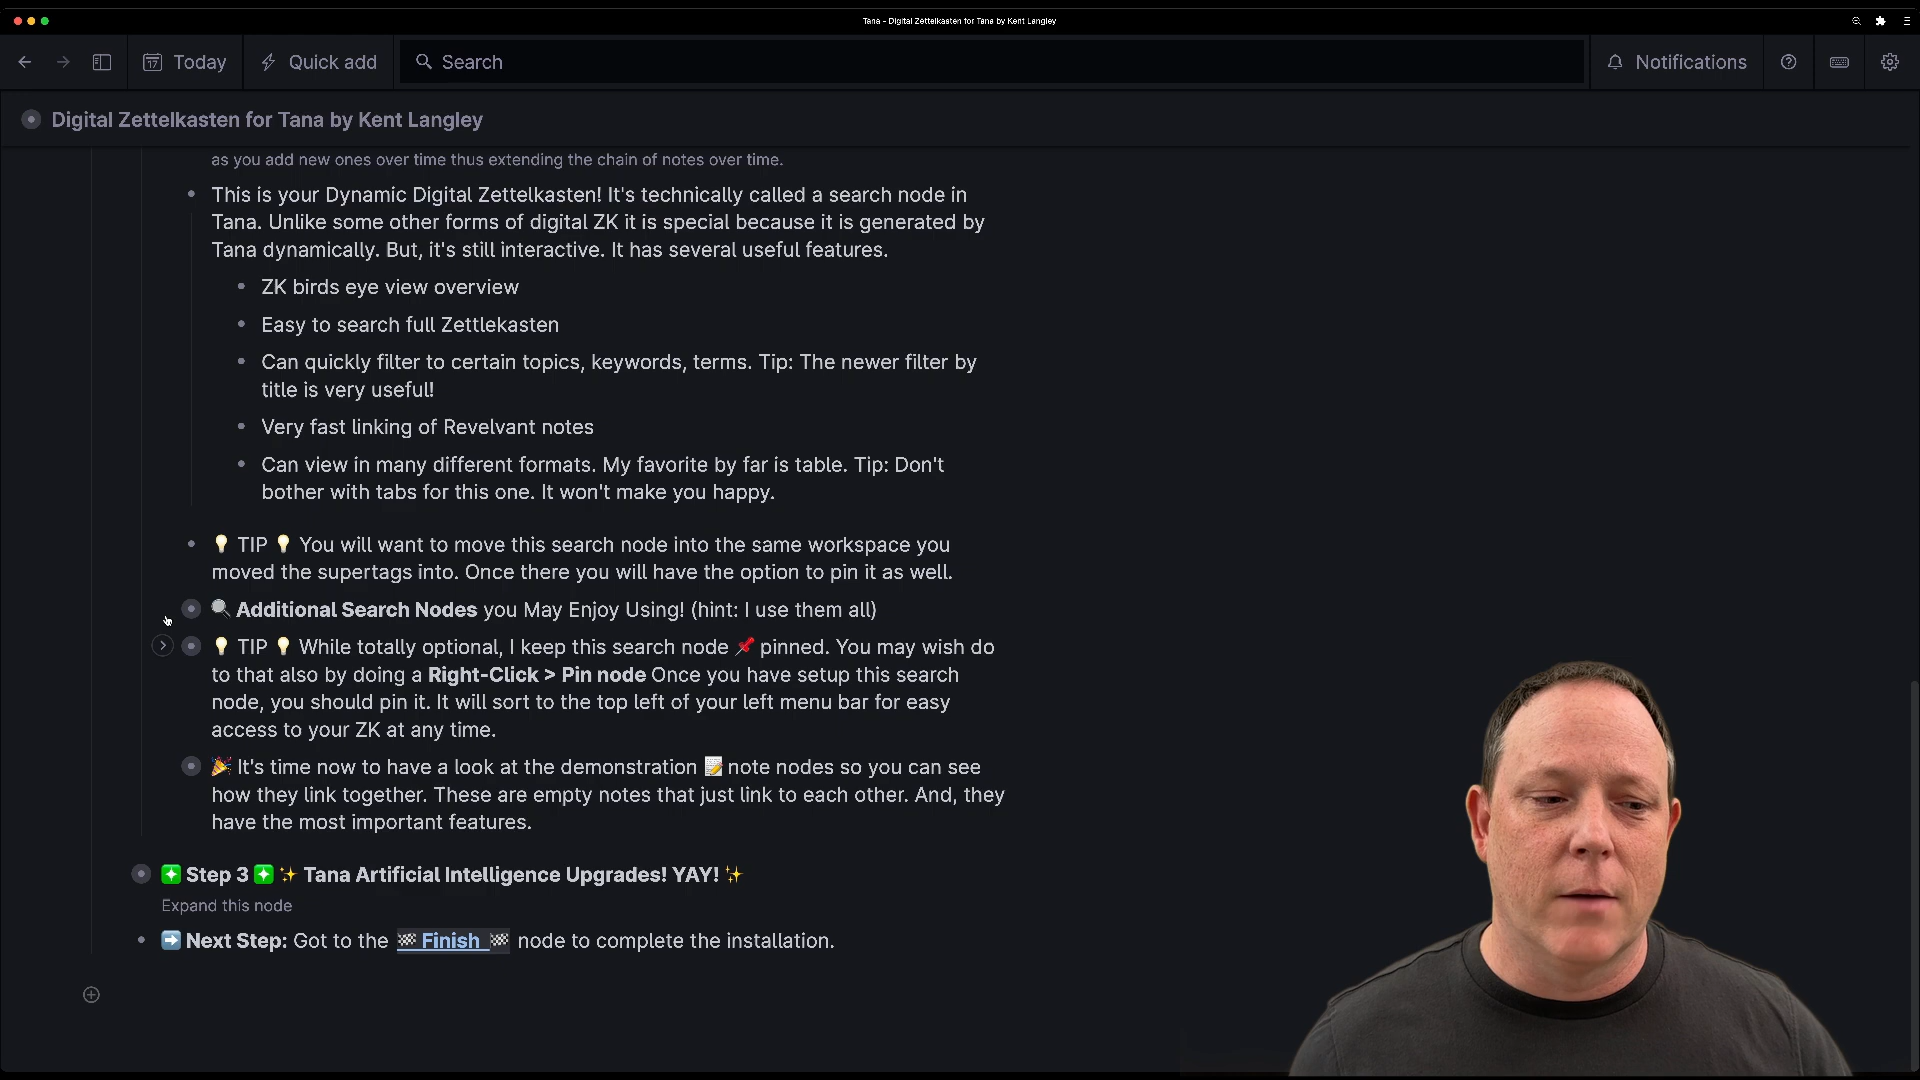 Tana - Digital Zettelkasten for Tana by Kent Langley
17 Today
Quick add
Search
Notifications
Digital Zettelkasten for Tana by Kent Langley
as you add new ones over time thus extending the chain of notes over time.
This is your Dynamic Digital Zettelkasten! It's technically called a search node in
Tana. Unlike some other forms of digital ZK it is special because it is generated by
Tana dynamically. But, it's still interactive. It has several useful features.
ZK birds eye view overview
Easy to search full Zettlekasten
Can quickly filter to certain topics, keywords, terms. Tip: The newer filter by
title is very useful!
Very fast linking of Revelvant notes
Can view in many different formats. My favorite by far is table. Tip: Don't
bother with tabs for this one. It won't make you happy.
💡 TIP 💡 You will want to move this search node into the same workspace you
moved the supertags into. Once there you will have the option to pin it as well.
🔍 Additional Search Nodes you May Enjoy Using! (hint: I use them all)
💡 TIP 💡 While totally optional, I keep this search node 📌 pinned. You may wish do
to that also by doing a Right-Click > Pin node Once you have setup this search
node, you should pin it. It will sort to the top left of your left menu bar for easy
access to your ZK at any time.
🎉 It's time now to have a look at the demonstration 📝 note nodes so you can see
how they link together. These are empty notes that just link to each other. And, they
have the most important features.
Step 3 ✨ Tana Artificial Intelligence Upgrades! YAY! ✨
Expand this node
➡️ Next Step: Got to the 🏁 Finish 🏁 node to complete the installation.